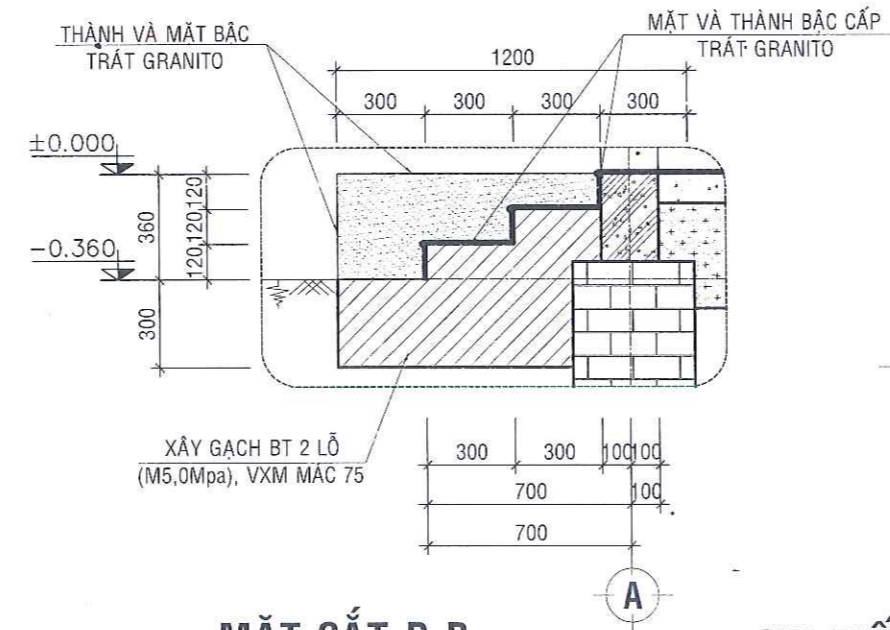 THÀNH VÀ MẶT BẬC
TRÁT GRANITO
MẶT VÀ THÀNH BẬC CẤP
TRÁT GRANITO
1200
300 300 300 300
±0.000
120
120
120
360
-0.360
300
XÂY GẠCH BT 2 LỖ
(M5,0Mpa), VXM MÁC 75
300 300 100 100
700 100
700
A
MẶT CẮT B-B